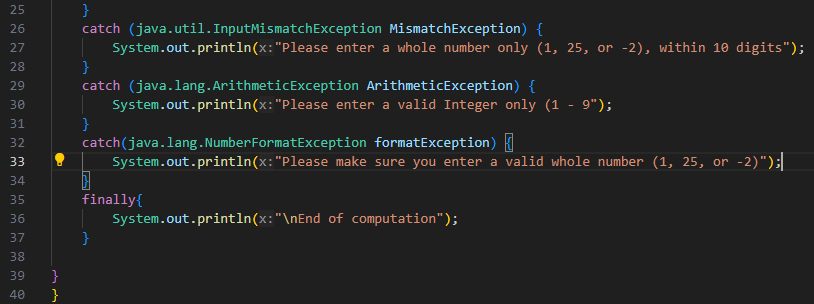 25 }
26 catch (java.util.InputMismatchException MismatchException) {
27 System.out.println(x:"Please enter a whole number only (1, 25, or -2), within 10 digits");
28 }
29 catch (java.lang.ArithmeticException ArithmeticException) {
30 System.out.println(x:"Please enter a valid Integer only (1 - 9");
31 }
32 catch(java.lang.NumberFormatException formatException) {
33 System.out.println(x:"Please make sure you enter a valid whole number (1, 25, or -2)");
34 }
35 finally{
36 System.out.println(x:"\nEnd of computation");
37 }
38
39 }
40 }